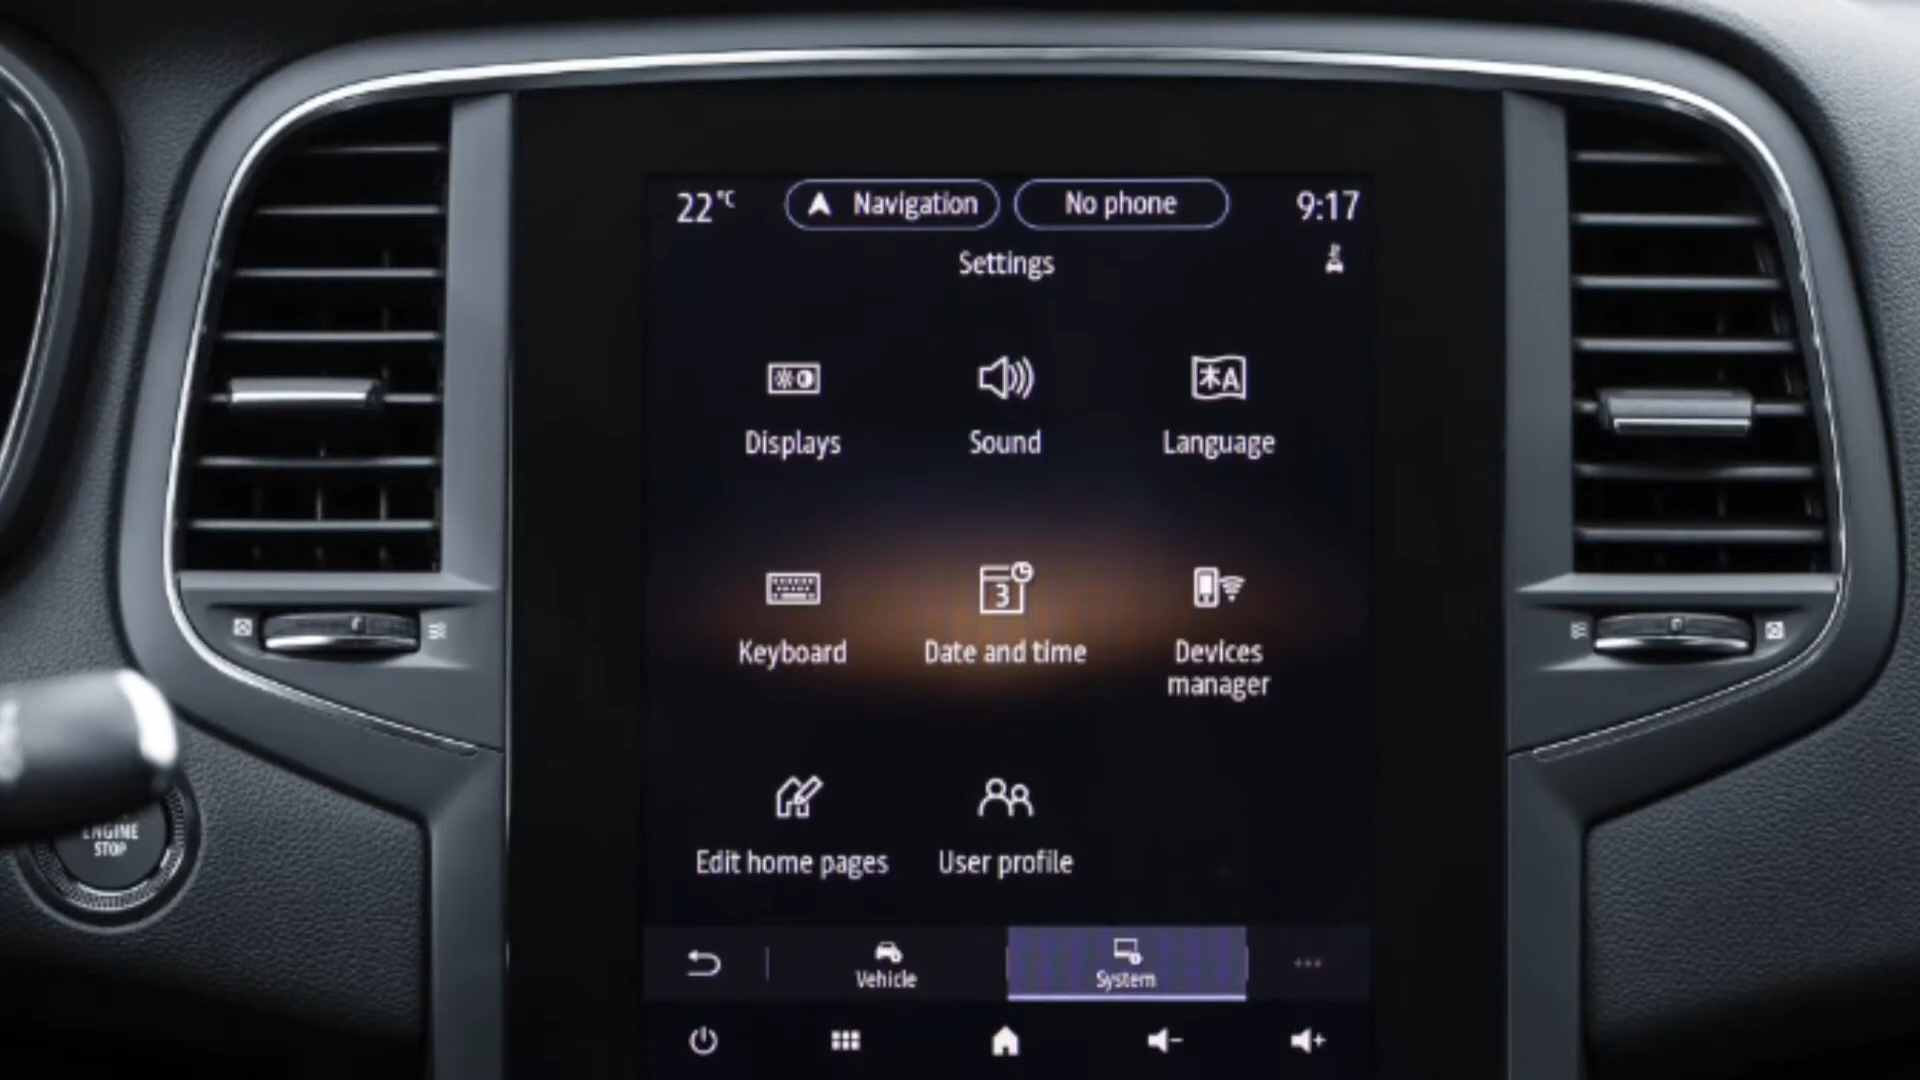 22°C
Navigation
No phone
9:17
Settings
Displays
Sound
Language
Keyboard
3
Date and time
Devices
manager
Edit home pages
User profile
Vehicle
System
ENGINE
STOP